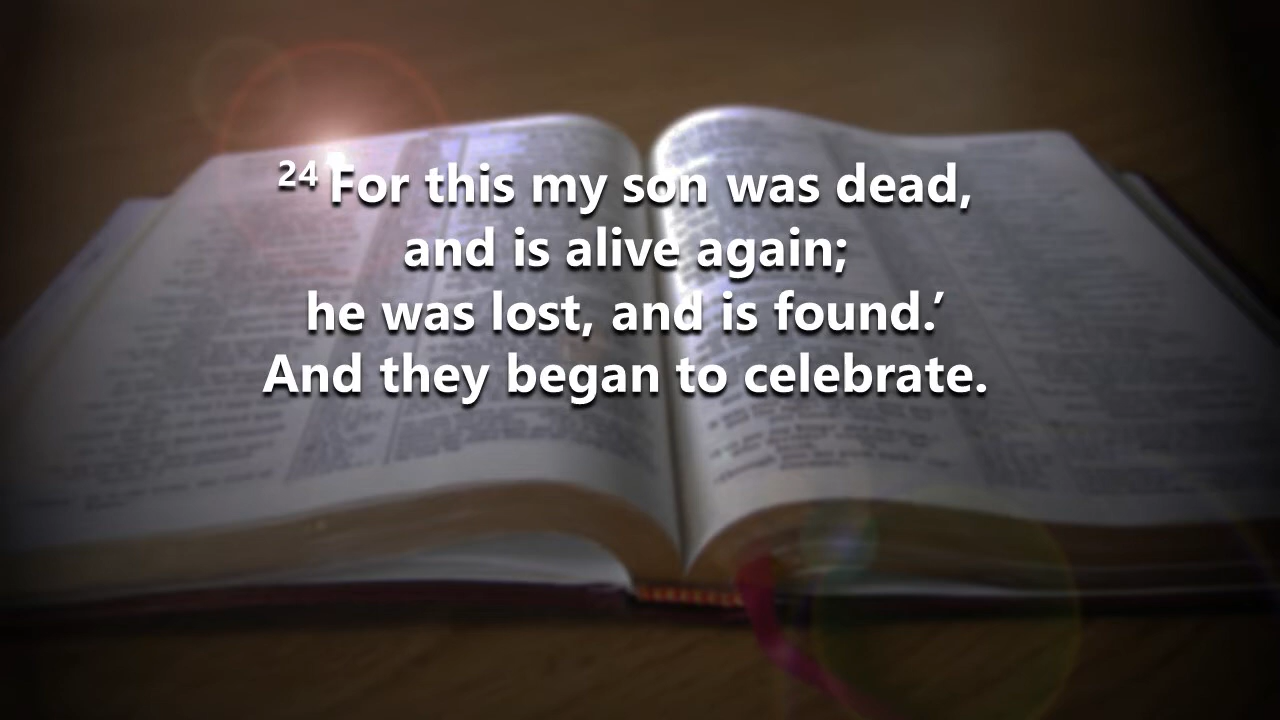 24 For this my son was dead,
and is alive again;
he was lost, and is found.’
And they began to celebrate.